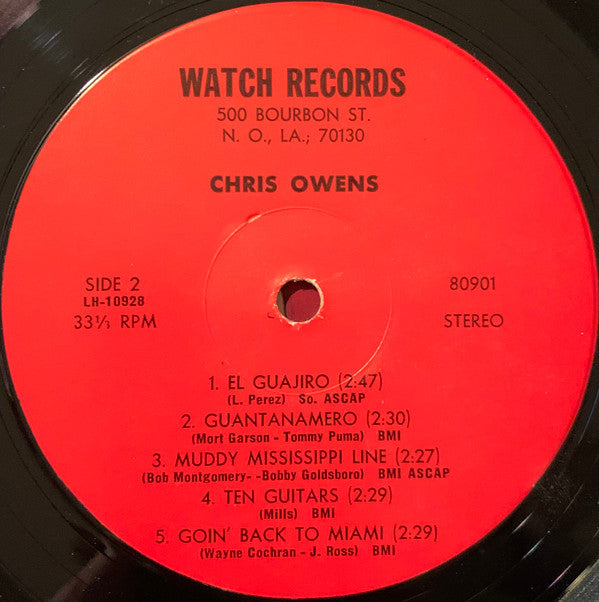 WATCH RECORDS
500 BOURBON ST.
N. O., LA.; 70130
CHRIS OWENS
SIDE 2
LH-10928
33⅓ RPM
80901
STEREO
1. EL GUAJIRO (2:47)
(L. Perez) So. ASCAP
2. GUANTANAMERO (2:30)
(Mort Garson - Tommy Puma) BMI
3. MUDDY MISSISSIPPI LINE (2:27)
(Bob Montgomery- -Bobby Goldsboro) BMI ASCAP
4. TEN GUITARS (2:29)
(Mills) BMI
5. GOIN' BACK TO MIAMI (2:29)
(Wayne Cochran - J. Ross) BMI